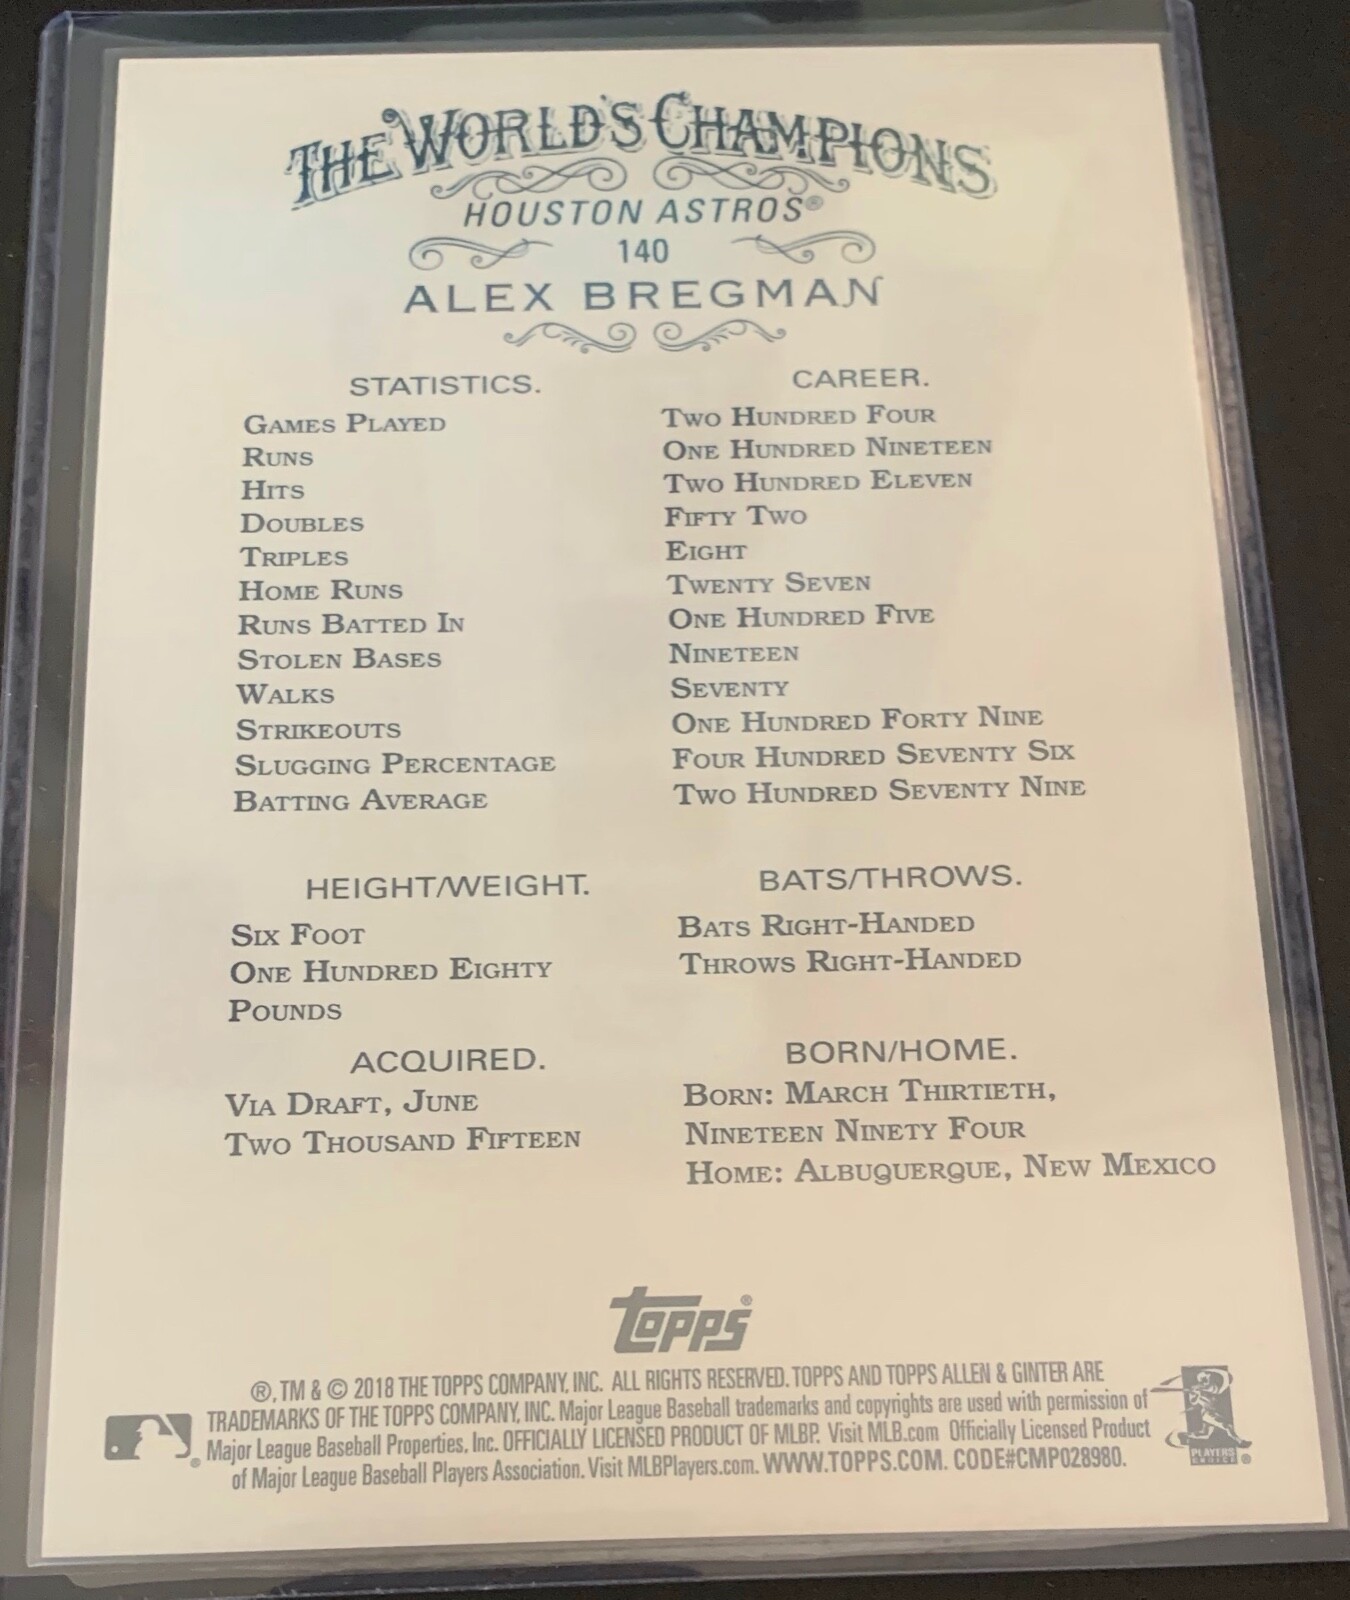 THE WORLD'S CHAMPIONS
HOUSTON ASTROS®
140
ALEX BREGMAN
STATISTICS.
GAMES PLAYED
RUNS
HITS
DOUBLES
TRIPLES
HOME RUNS
RUNS BATTED IN
STOLEN BASES
WALKS
STRIKEOUTS
SLUGGING PERCENTAGE
BATTING AVERAGE
CAREER.
TWO HUNDRED FOUR
ONE HUNDRED NINETEEN
TWO HUNDRED ELEVEN
FIFTY TWO
EIGHT
TWENTY SEVEN
ONE HUNDRED FIVE
NINETEEN
SEVENTY
ONE HUNDRED FORTY NINE
FOUR HUNDRED SEVENTY SIX
TWO HUNDRED SEVENTY NINE
HEIGHT/WEIGHT.
SIX FOOT
ONE HUNDRED EIGHTY
POUNDS
BATS/THROWS.
BATS RIGHT-HANDED
THROWS RIGHT-HANDED
ACQUIRED.
VIA DRAFT, JUNE
TWO THOUSAND FIFTEEN
BORN/HOME.
BORN: MARCH THIRTIETH,
NINETEEN NINETY FOUR
HOME: ALBUQUERQUE, NEW MEXICO
topps®
®, TM & © 2018 THE TOPPS COMPANY, INC. ALL RIGHTS RESERVED. TOPPS AND TOPPS ALLEN & GINTER ARE
TRADEMARKS OF THE TOPPS COMPANY, INC. Major League Baseball trademarks and copyrights are used with permission of
Major League Baseball Properties, Inc. OFFICIALLY LICENSED PRODUCT OF MLBP. Visit MLB.com Officially Licensed Product
of Major League Baseball Players Association. Visit MLBPlayers.com. WWW.TOPPS.COM. CODE#CMP028980.
®
PLAYERS
CHOICE ®